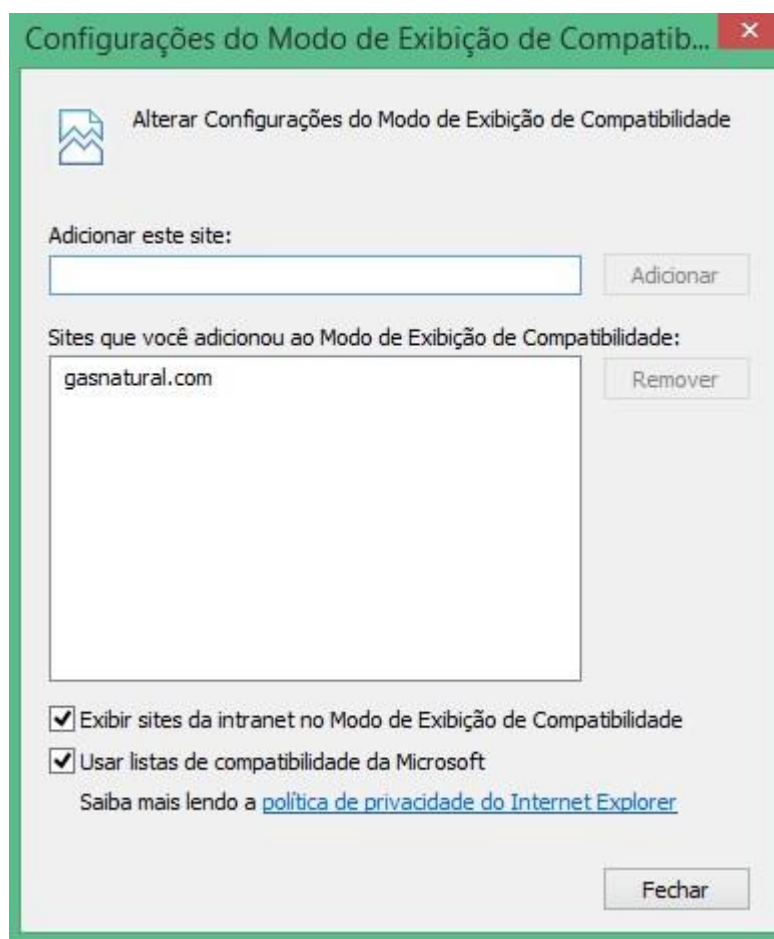 Configurações do Modo de Exibição de Compatib...
Alterar Configurações do Modo de Exibição de Compatibilidade
Adicionar este site:
Adicionar
Sites que você adicionou ao Modo de Exibição de Compatibilidade:
gasnatural.com
Remover
Exibir sites da intranet no Modo de Exibição de Compatibilidade
Usar listas de compatibilidade da Microsoft
Saiba mais lendo a política de privacidade do Internet Explorer
Fechar